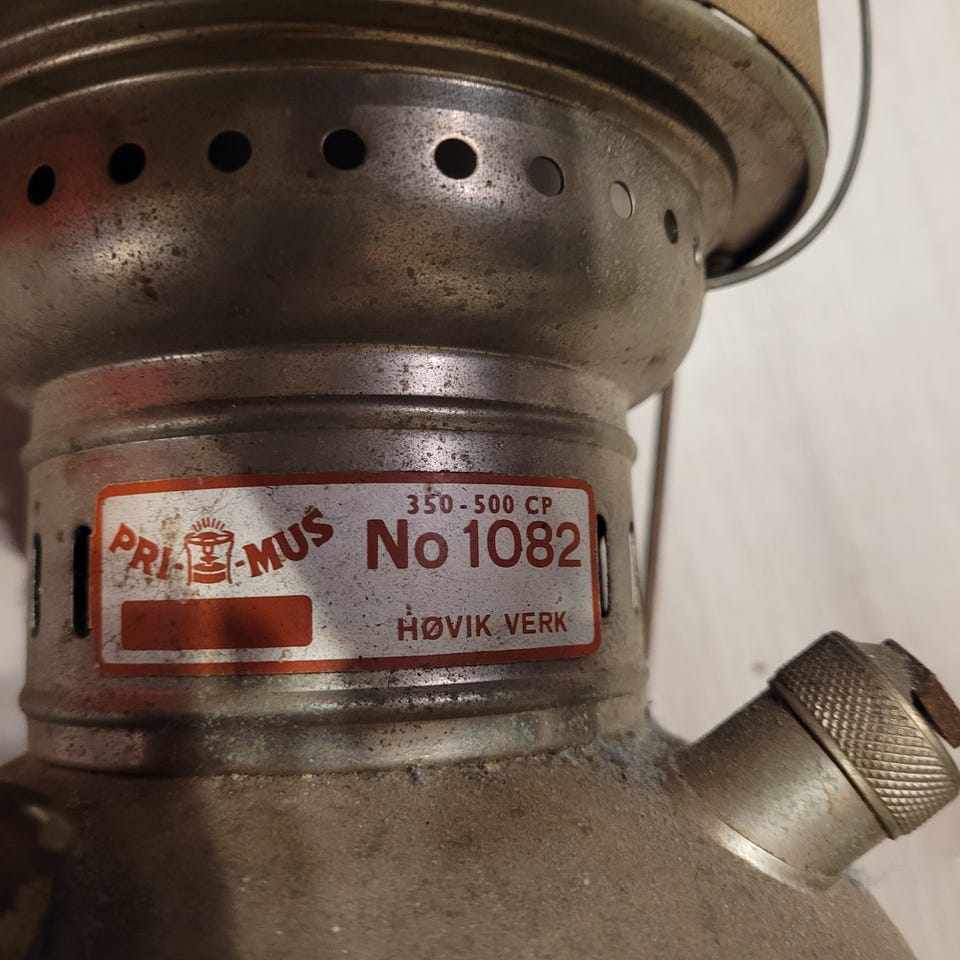 PRI-MUS
350-500 CP
No 1082
HØVIK VERK